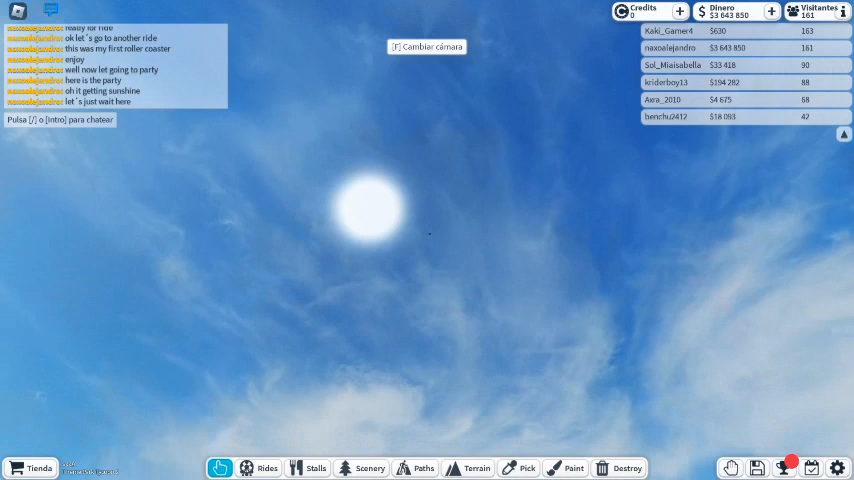 naxoalejandro: ready for ride
naxoalejandro: ok let´s go to another ride
naxoalejandro: this was my first roller coaster
naxoalejandro: enjoy
naxoalejandro: well now let going to party
naxoalejandro: here is the party
naxoalejandro: oh it getting sunshine
naxoalejandro: let´s just wait here
Pulsa [/] o [Intro] para chatear
[F] Cambiar cámara
Credits
0
Dinero
$3 643 850
Visitantes
161
Kaki_Gamer4 $630 163
naxoalejandro $3 643 850 161
Sol_Miaisabella $33 418 90
kriderboy13 $194 282 88
Axra_2010 $4 675 68
benchu2412 $18 093 42
Tienda
Rides
Stalls
Scenery
Paths
Terrain
Pick
Paint
Destroy